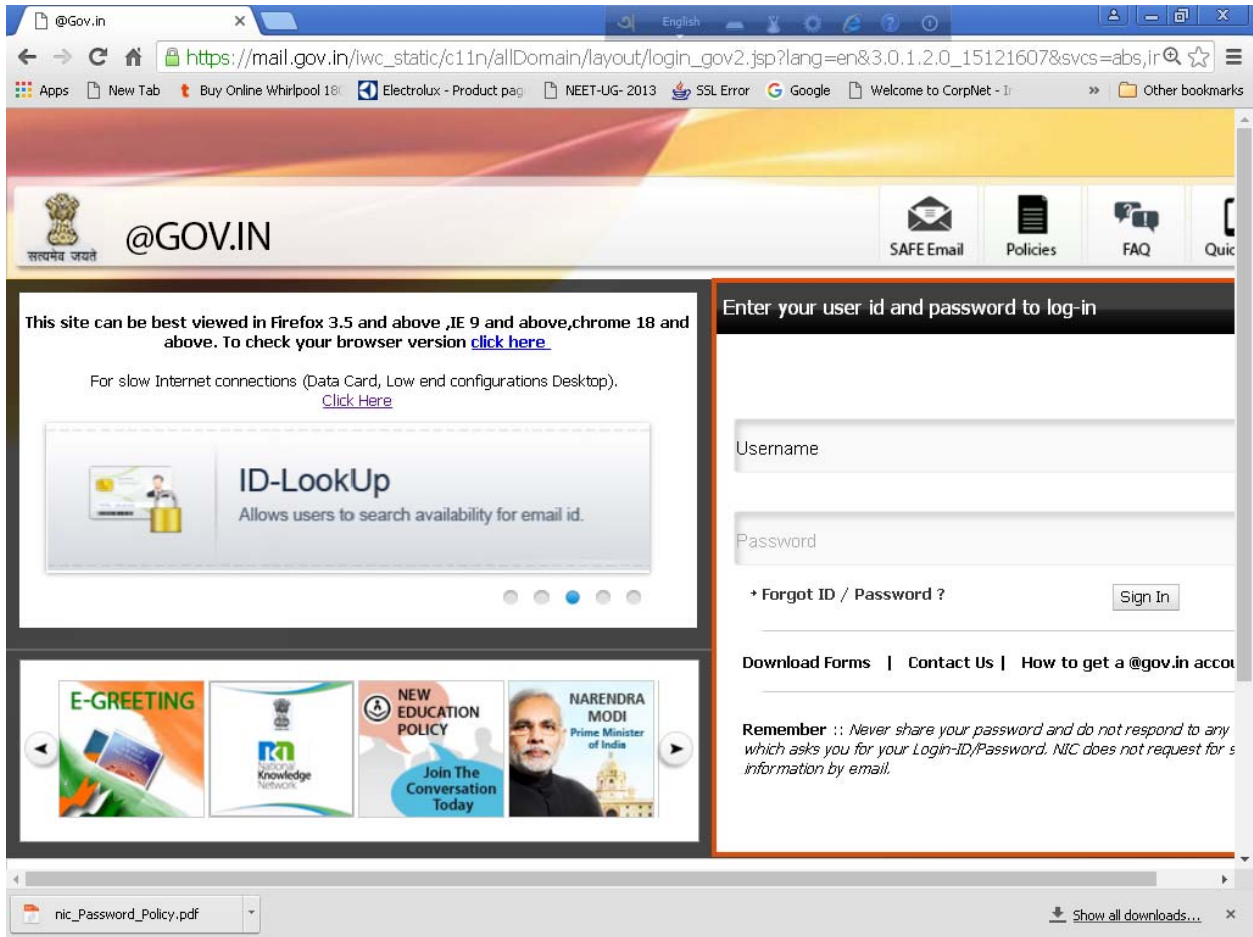 @Gov.in
English
https://mail.gov.in/iwc_static/c11n/allDomain/layout/login_gov2.jsp?lang=en&3.0.1.2.0_15121607&svcs=abs,ir
Apps New Tab Buy Online Whirlpool 180 Electrolux - Product pag NEET-UG- 2013 SSL Error Google Welcome to CorpNet - Ir » Other bookmarks
सत्यमेव जयते
@GOV.IN
SAFE Email Policies FAQ Quic
This site can be best viewed in Firefox 3.5 and above ,IE 9 and above,chrome 18 and
above. To check your browser version click here
For slow Internet connections (Data Card, Low end configurations Desktop).
Click Here
ID-LookUp
Allows users to search availability for email id.
Enter your user id and password to log-in
Username
Password
Forgot ID / Password ?
Sign In
Download Forms | Contact Us | How to get a @gov.in accou
Remember :: Never share your password and do not respond to any
which asks you for your Login-ID/Password. NIC does not request for s
information by email.
E-GREETING
National
Knowledge
Network
NEW
EDUCATION
POLICY
Join The
Conversation
Today
NARENDRA
MODI
Prime Minister
of India
nic_Password_Policy.pdf
Show all downloads...